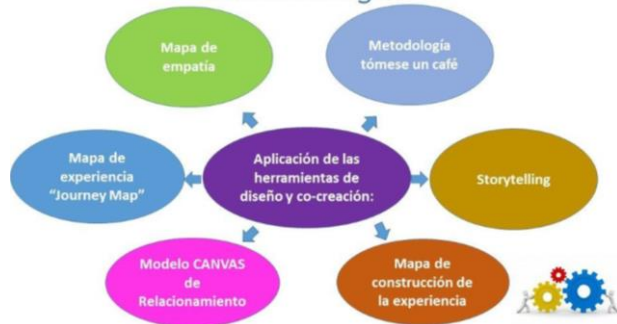 Mapa de
empatía
Metodología
tómese un café
Mapa de
experiencia
“Journey Map”
Aplicación de las
herramientas de
diseño y co-creación:
Storytelling
Modelo CANVAS
de
Relacionamiento
Mapa de
construcción de
la experiencia